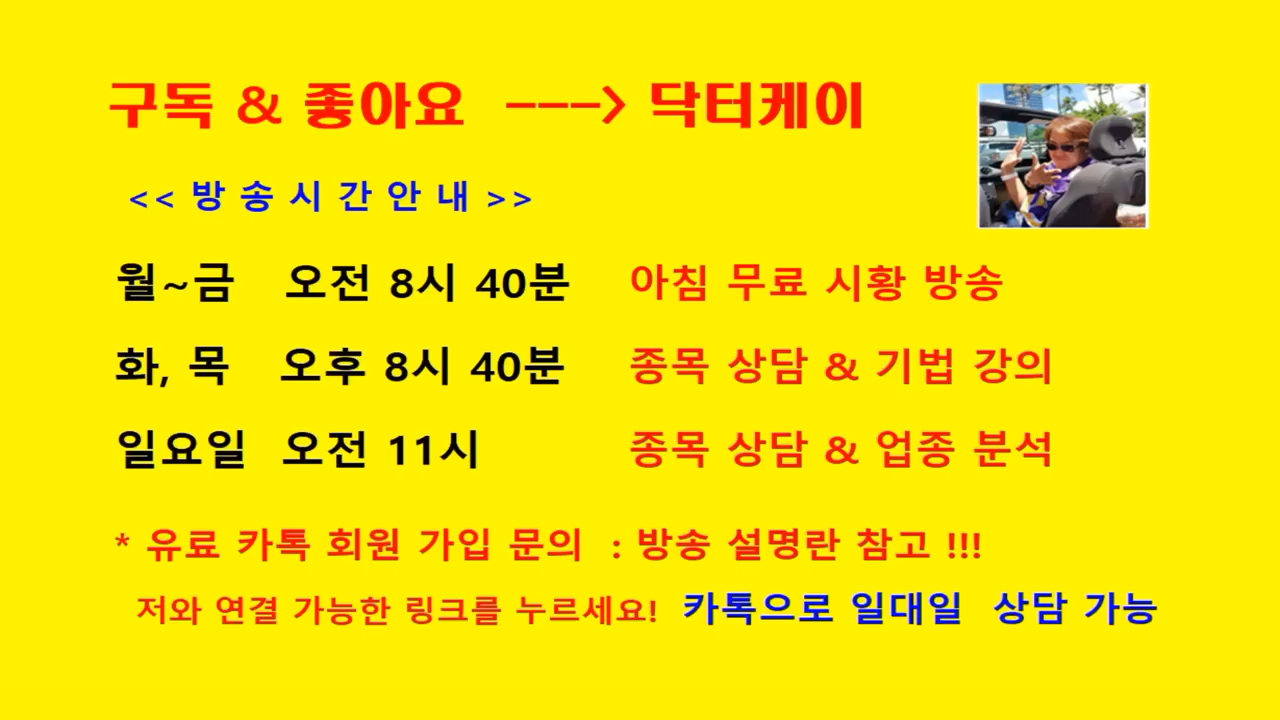 구독 & 좋아요 ---> 닥터케이
<< 방 송 시 간 안 내 >>
월~금 오전 8시 40분 아침 무료 시황 방송
화, 목 오후 8시 40분 종목 상담 & 기법 강의
일요일 오전 11시 종목 상담 & 업종 분석
* 유료 카톡 회원 가입 문의 : 방송 설명란 참고 !!!
저와 연결 가능한 링크를 누르세요! 카톡으로 일대일 상담 가능